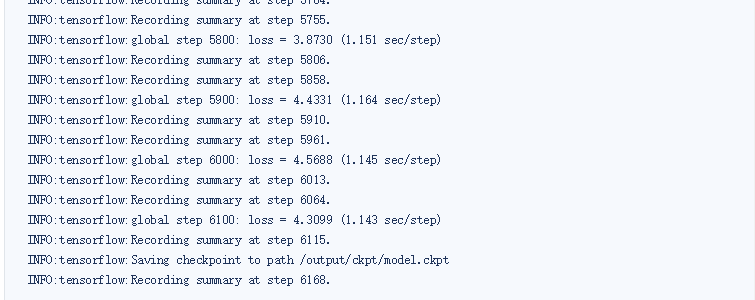 INFO:tensorflow:Recording summary at step 5704.
INFO:tensorflow:Recording summary at step 5755.
INFO:tensorflow:global step 5800: loss = 3.8730 (1.151 sec/step)
INFO:tensorflow:Recording summary at step 5806.
INFO:tensorflow:Recording summary at step 5858.
INFO:tensorflow:global step 5900: loss = 4.4331 (1.164 sec/step)
INFO:tensorflow:Recording summary at step 5910.
INFO:tensorflow:Recording summary at step 5961.
INFO:tensorflow:global step 6000: loss = 4.5688 (1.145 sec/step)
INFO:tensorflow:Recording summary at step 6013.
INFO:tensorflow:Recording summary at step 6064.
INFO:tensorflow:global step 6100: loss = 4.3099 (1.143 sec/step)
INFO:tensorflow:Recording summary at step 6115.
INFO:tensorflow:Saving checkpoint to path /output/ckpt/model.ckpt
INFO:tensorflow:Recording summary at step 6168.